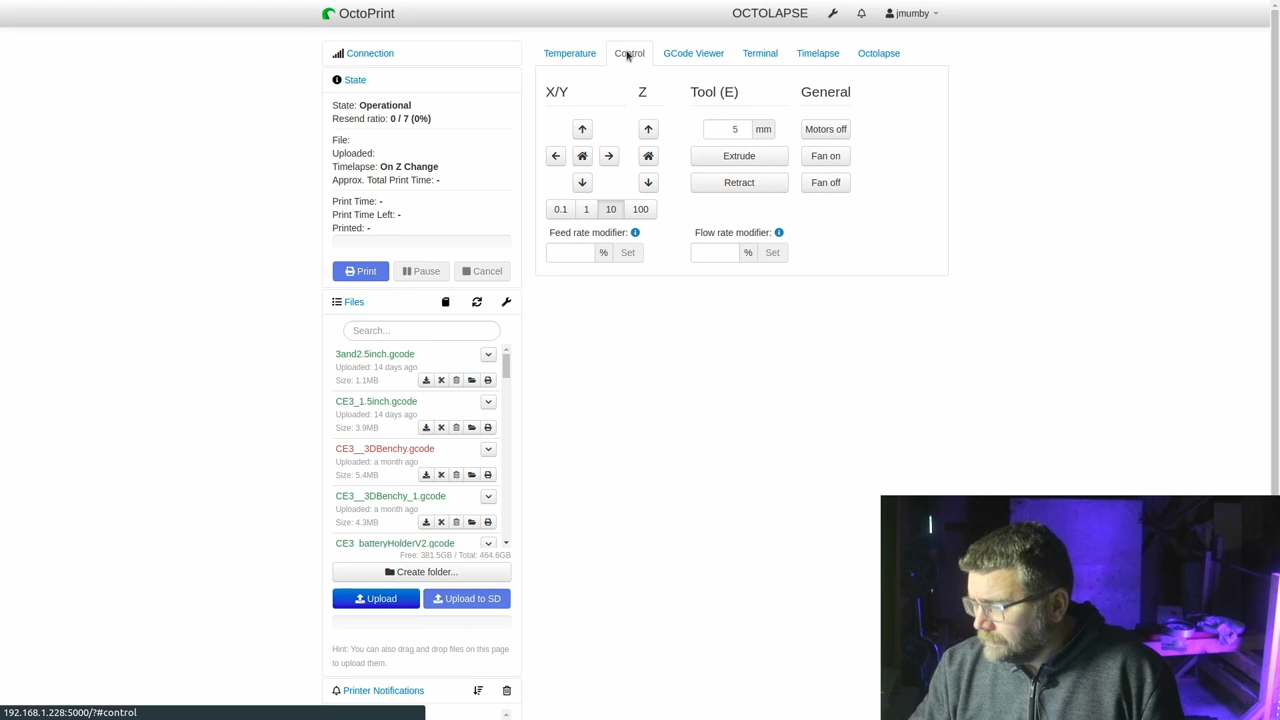 OctoPrint
OCTOLAPSE
jmumby
Connection
State
State: Operational
Resend ratio: 0 / 7 (0%)
File:
Uploaded:
Timelapse: On Z Change
Approx. Total Print Time: -
Print Time: -
Print Time Left: -
Printed: -
Print
Pause
Cancel
Files
Search...
3and2.5inch.gcode
Uploaded: 14 days ago
Size: 1.1MB
CE3_1.5inch.gcode
Uploaded: 14 days ago
Size: 3.9MB
CE3__3DBenchy.gcode
Uploaded: a month ago
Size: 5.4MB
CE3__3DBenchy_1.gcode
Uploaded: a month ago
Size: 4.3MB
CE3_batteryHolderV2.gcode
Free: 381.5GB / Total: 464.6GB
Create folder...
Upload
Upload to SD
Hint: You can also drag and drop files on this page
to upload them.
Printer Notifications
Temperature
Control
GCode Viewer
Terminal
Timelapse
Octolapse
X/Y
Z
Tool (E)
General
5 mm
Motors off
Extrude
Fan on
Retract
Fan off
0.1 1 10 100
Feed rate modifier:
Flow rate modifier:
% Set
% Set
192.168.1.228:5000/?#control